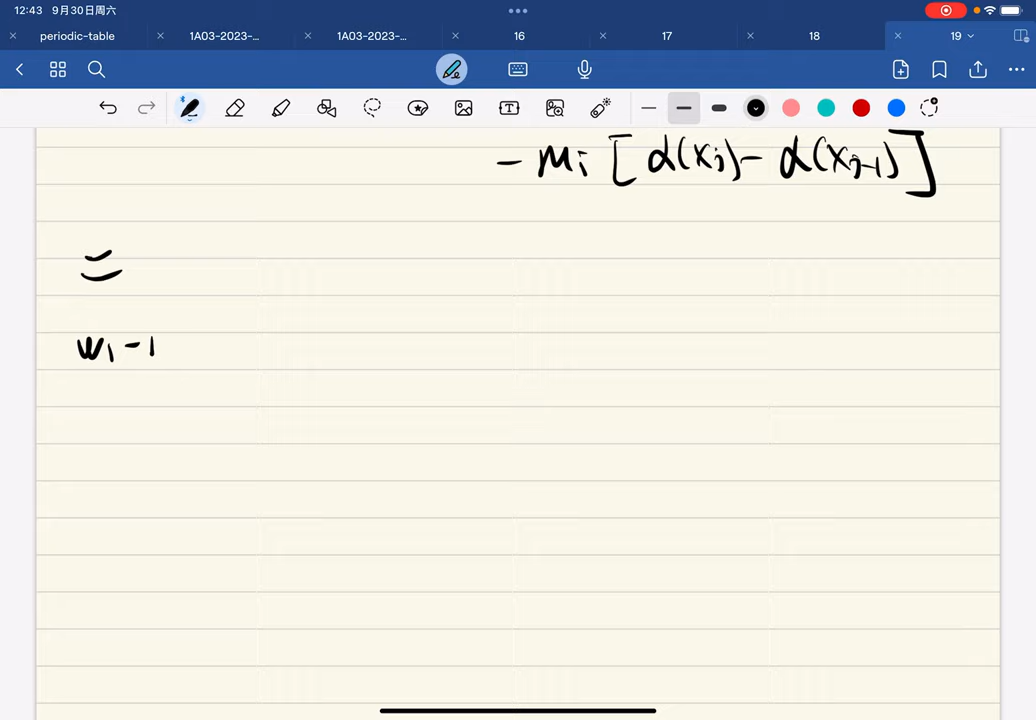 12:43 9月30日周六
periodic-table 1A03-2023-... 1A03-2023-... 16 17 18 19
- mᵢ [ α(xᵢ) - α(xᵢ₋₁) ]
=
w₁ - 1